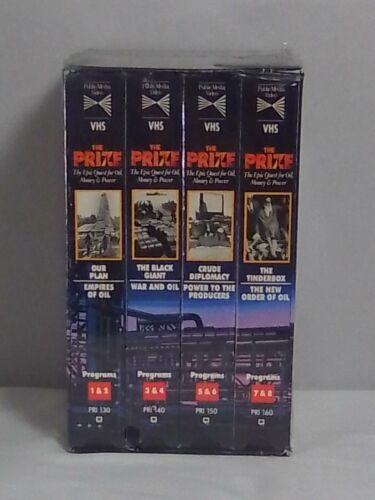 Public Media
Video
VHS
THE
PRIZE
The Epic Quest for Oil,
Money & Power
OUR
PLAN
EMPIRES
OF OIL
Programs
1 & 2
PRI 130
Public Media
Video
VHS
THE
PRIZE
The Epic Quest for Oil,
Money & Power
THE BLACK
GIANT
WAR AND OIL
Programs
3 & 4
PRI 140
Public Media
Video
VHS
THE
PRIZE
The Epic Quest for Oil,
Money & Power
CRUDE
DIPLOMACY
POWER TO THE
PRODUCERS
Programs
5 & 6
PRI 150
Public Media
Video
VHS
THE
PRIZE
The Epic Quest for Oil,
Money & Power
THE
TINDERBOX
THE NEW
ORDER OF OIL
Programs
7 & 8
PRI 160